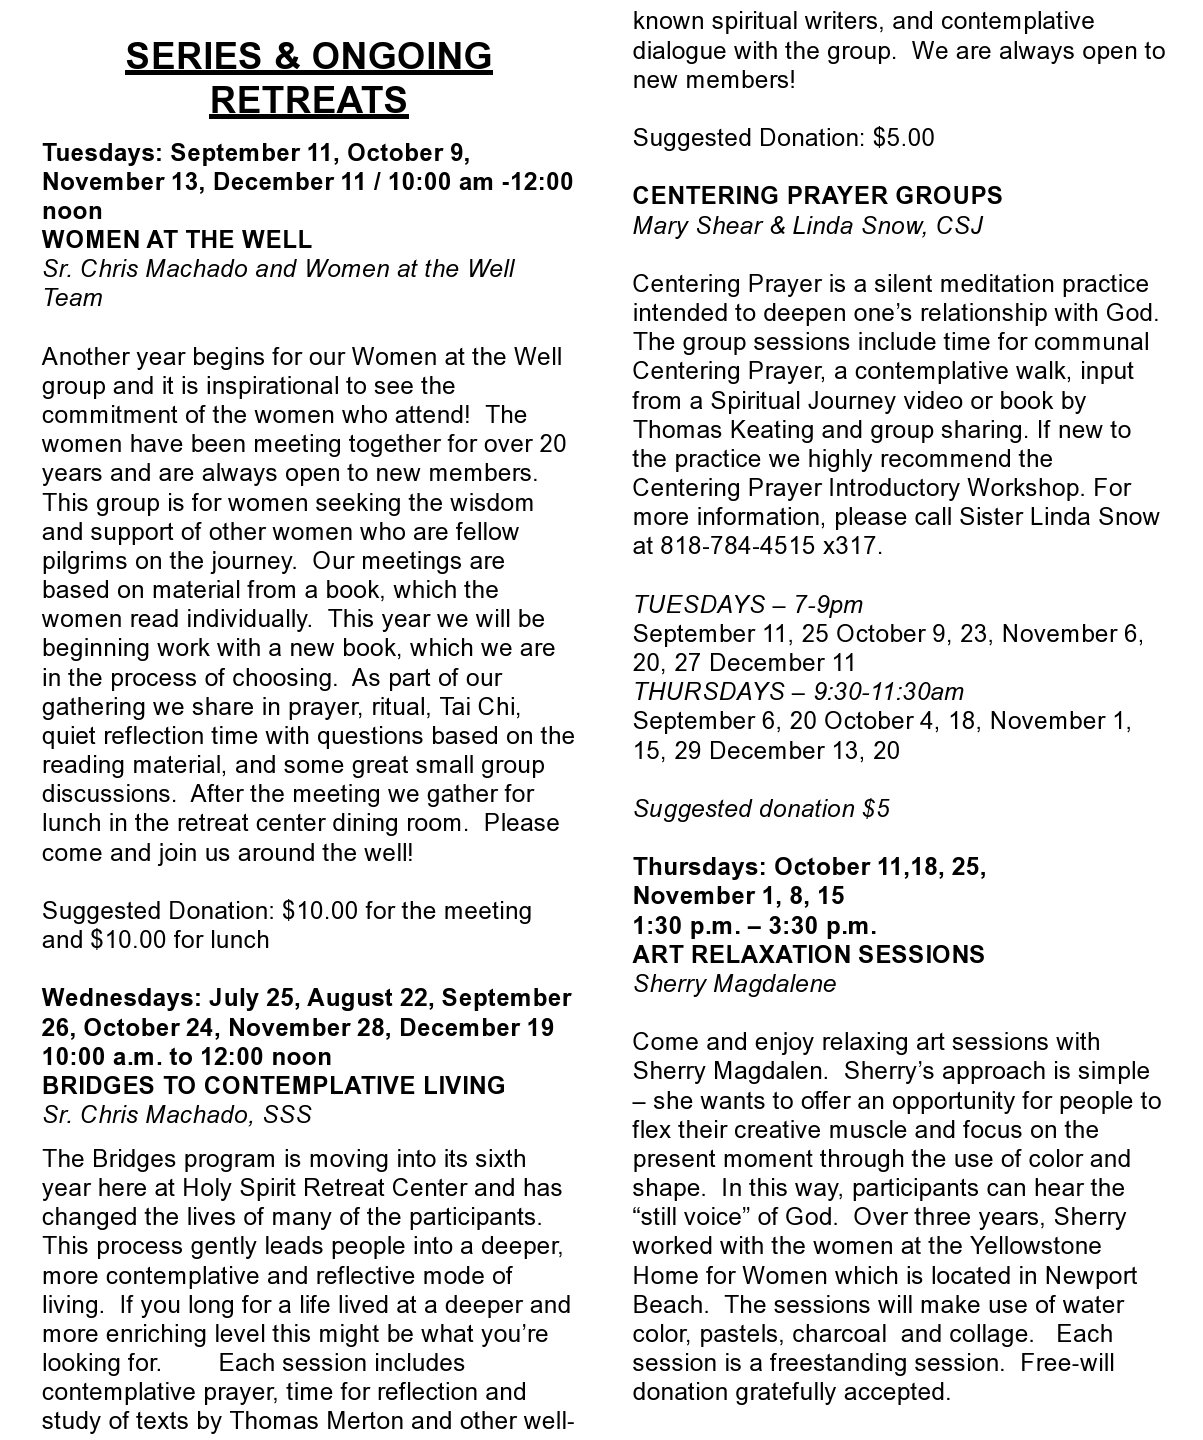 SERIES & ONGOING
RETREATS
Tuesdays: September 11, October 9,
November 13, December 11 / 10:00 am -12:00
noon
WOMEN AT THE WELL
Sr. Chris Machado and Women at the Well
Team
Another year begins for our Women at the Well
group and it is inspirational to see the
commitment of the women who attend!  The
women have been meeting together for over 20
years and are always open to new members.
This group is for women seeking the wisdom
and support of other women who are fellow
pilgrims on the journey.  Our meetings are
based on material from a book, which the
women read individually.  This year we will be
beginning work with a new book, which we are
in the process of choosing.  As part of our
gathering we share in prayer, ritual, Tai Chi,
quiet reflection time with questions based on the
reading material, and some great small group
discussions.  After the meeting we gather for
lunch in the retreat center dining room.  Please
come and join us around the well!
Suggested Donation: $10.00 for the meeting
and $10.00 for lunch
Wednesdays: July 25, August 22, September
26, October 24, November 28, December 19
10:00 a.m. to 12:00 noon
BRIDGES TO CONTEMPLATIVE LIVING
Sr. Chris Machado, SSS
The Bridges program is moving into its sixth
year here at Holy Spirit Retreat Center and has
changed the lives of many of the participants.
This process gently leads people into a deeper,
more contemplative and reflective mode of
living.  If you long for a life lived at a deeper and
more enriching level this might be what you’re
looking for.        Each session includes
contemplative prayer, time for reflection and
study of texts by Thomas Merton and other well-
known spiritual writers, and contemplative
dialogue with the group.  We are always open to
new members!
Suggested Donation: $5.00
CENTERING PRAYER GROUPS
Mary Shear & Linda Snow, CSJ
Centering Prayer is a silent meditation practice
intended to deepen one’s relationship with God.
The group sessions include time for communal
Centering Prayer, a contemplative walk, input
from a Spiritual Journey video or book by
Thomas Keating and group sharing. If new to
the practice we highly recommend the
Centering Prayer Introductory Workshop. For
more information, please call Sister Linda Snow
at 818-784-4515 x317.
TUESDAYS – 7-9pm
September 11, 25 October 9, 23, November 6,
20, 27 December 11
THURSDAYS – 9:30-11:30am
September 6, 20 October 4, 18, November 1,
15, 29 December 13, 20
Suggested donation $5
Thursdays: October 11,18, 25,
November 1, 8, 15
1:30 p.m. – 3:30 p.m.
ART RELAXATION SESSIONS
Sherry Magdalene
Come and enjoy relaxing art sessions with
Sherry Magdalen.  Sherry’s approach is simple
– she wants to offer an opportunity for people to
flex their creative muscle and focus on the
present moment through the use of color and
shape.  In this way, participants can hear the
“still voice” of God.  Over three years, Sherry
worked with the women at the Yellowstone
Home for Women which is located in Newport
Beach.  The sessions will make use of water
color, pastels, charcoal  and collage.   Each
session is a freestanding session.  Free-will
donation gratefully accepted.